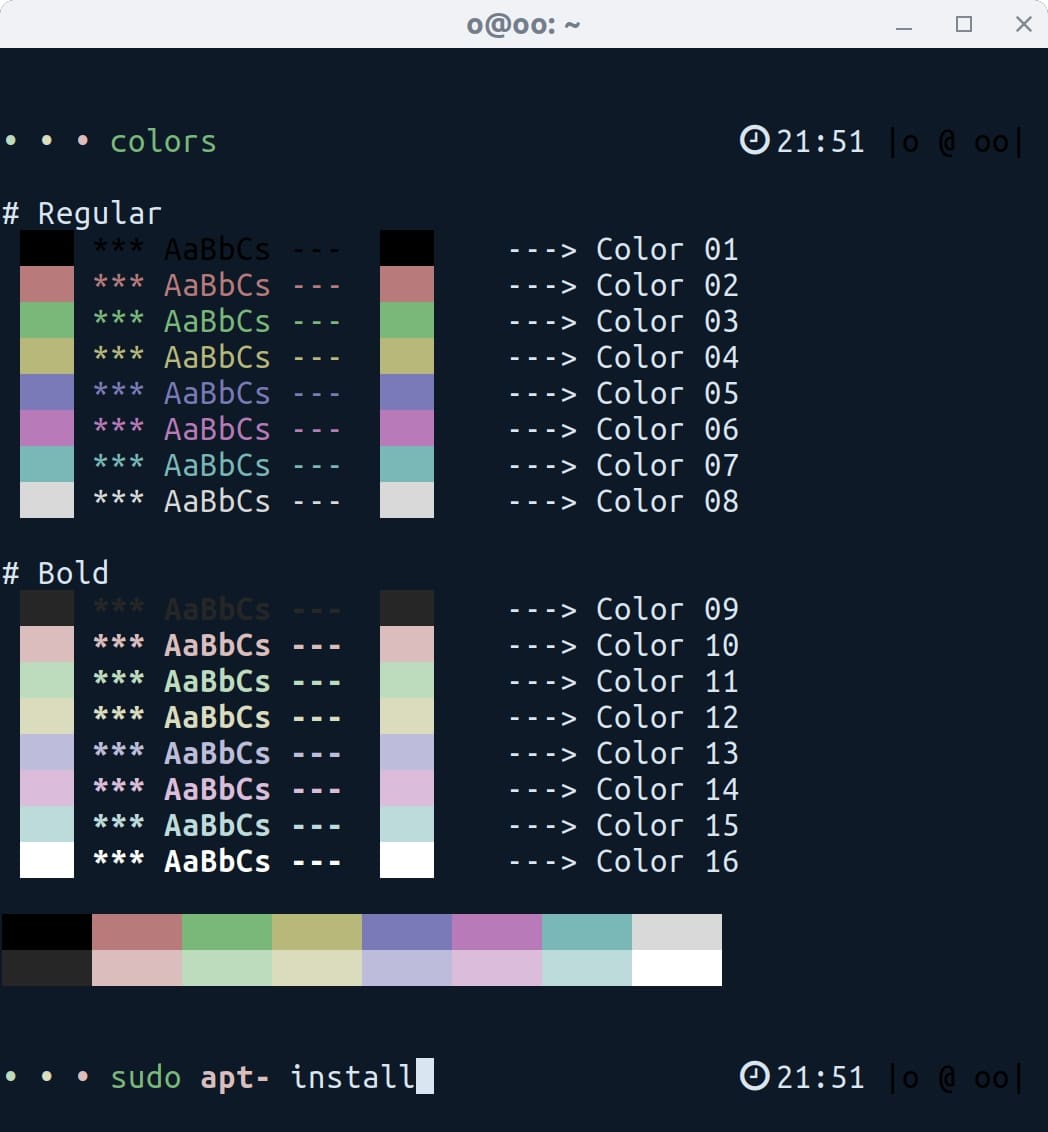 o@oo: ~
• • • colors 21:51 |o @ oo|
# Regular
*** AaBbCs --- ---> Color 01
*** AaBbCs --- ---> Color 02
*** AaBbCs --- ---> Color 03
*** AaBbCs --- ---> Color 04
*** AaBbCs --- ---> Color 05
*** AaBbCs --- ---> Color 06
*** AaBbCs --- ---> Color 07
*** AaBbCs --- ---> Color 08
# Bold
*** AaBbCs --- ---> Color 09
*** AaBbCs --- ---> Color 10
*** AaBbCs --- ---> Color 11
*** AaBbCs --- ---> Color 12
*** AaBbCs --- ---> Color 13
*** AaBbCs --- ---> Color 14
*** AaBbCs --- ---> Color 15
*** AaBbCs --- ---> Color 16
• • • sudo apt- install 21:51 |o @ oo|